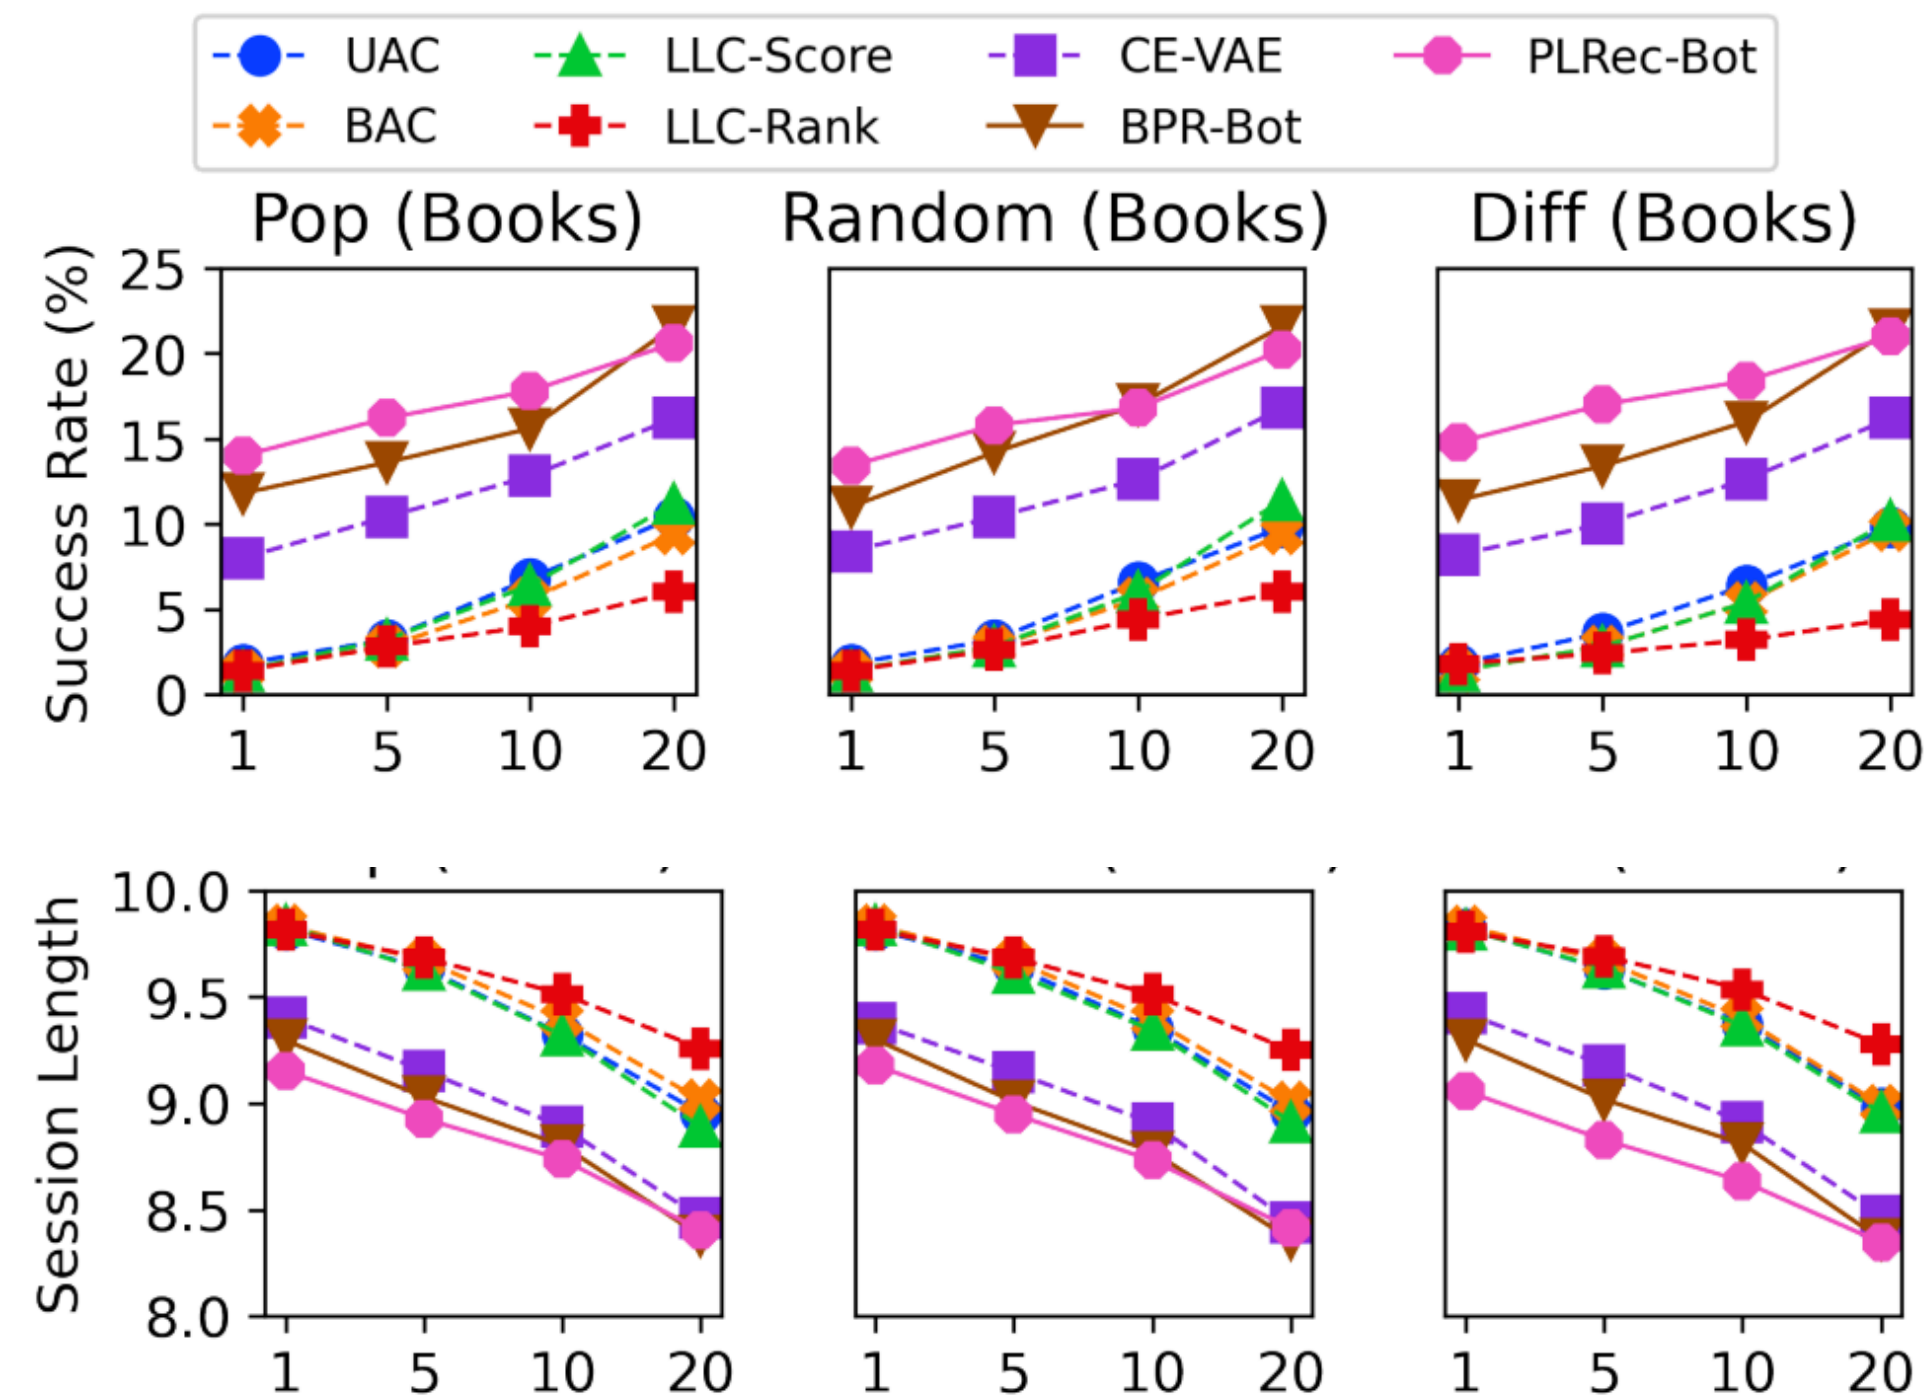 UAC LLC-Score CE-VAE PLRec-Bot
BAC LLC-Rank BPR-Bot
Pop (Books) Random (Books) Diff (Books)
Success Rate (%)
25
20
15
10
5
0
1 5 10 20 1 5 10 20 1 5 10 20
Session Length
10.0
9.5
9.0
8.5
8.0
1 5 10 20 1 5 10 20 1 5 10 20